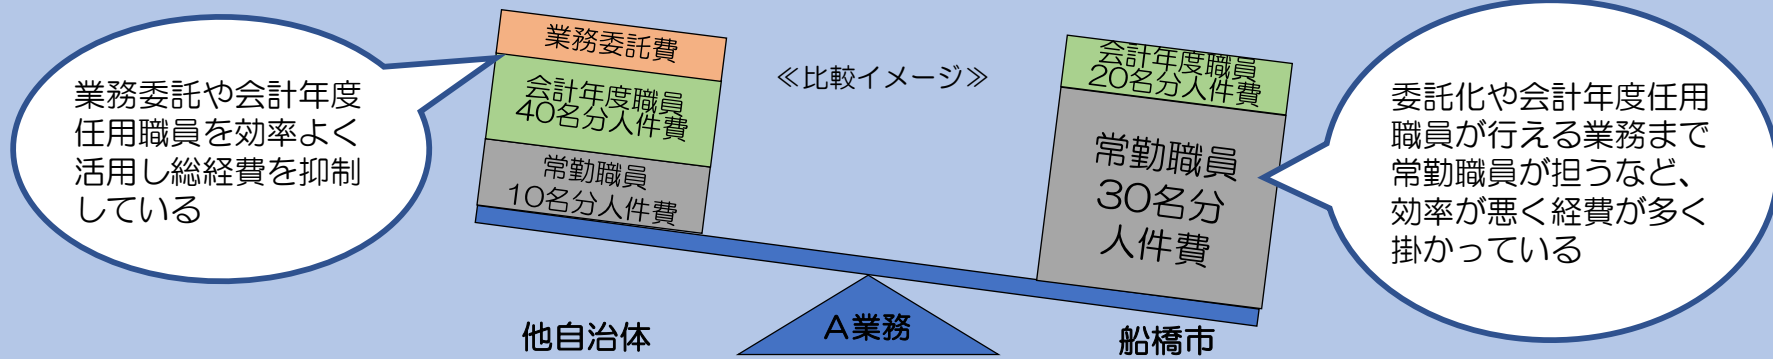 業務委託や会計年度
任用職員を効率よく
活用し総経費を抑制
している
業務委託費
会計年度職員
40名分人件費
常勤職員
10名分人件費
≪比較イメージ≫
会計年度職員
20名分人件費
常勤職員
30名分
人件費
委託化や会計年度任用
職員が行える業務まで
常勤職員が担うなど、
効率が悪く経費が多く
掛かっている
他自治体
A業務
船橋市